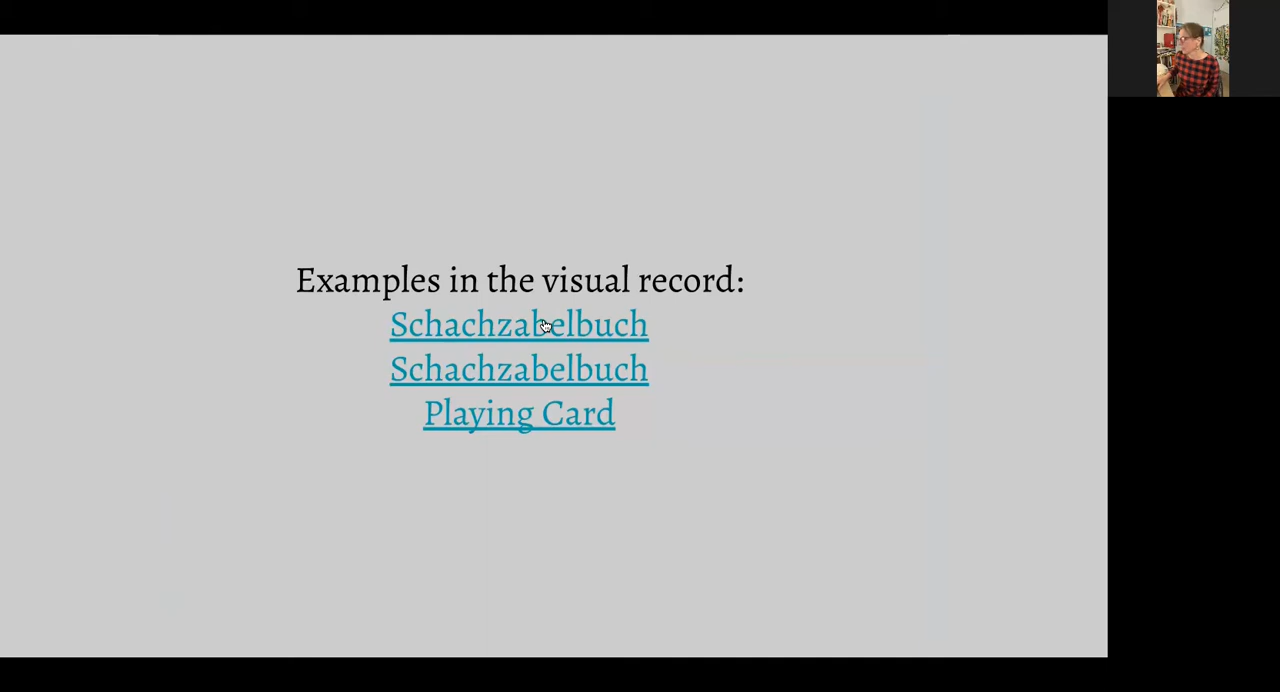 Examples in the visual record:
Schachzabelbuch
Schachzabelbuch
Playing Card